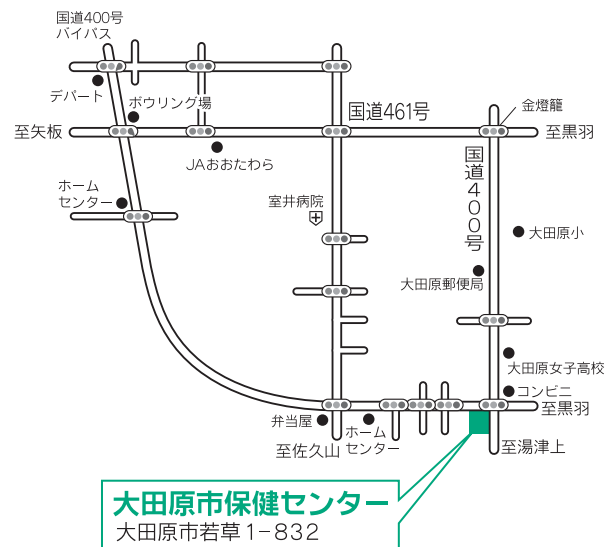 国道400号
バイパス
デパート
ボウリング場
国道461号
金燈籠
至矢板
至黒羽
JAおおたわら
国道400号
ホーム
センター
室井病院
大田原小
大田原郵便局
大田原女子高校
コンビニ
至黒羽
弁当屋
ホーム
センター
至佐久山
至湯津上
大田原市保健センター
大田原市若草1-832